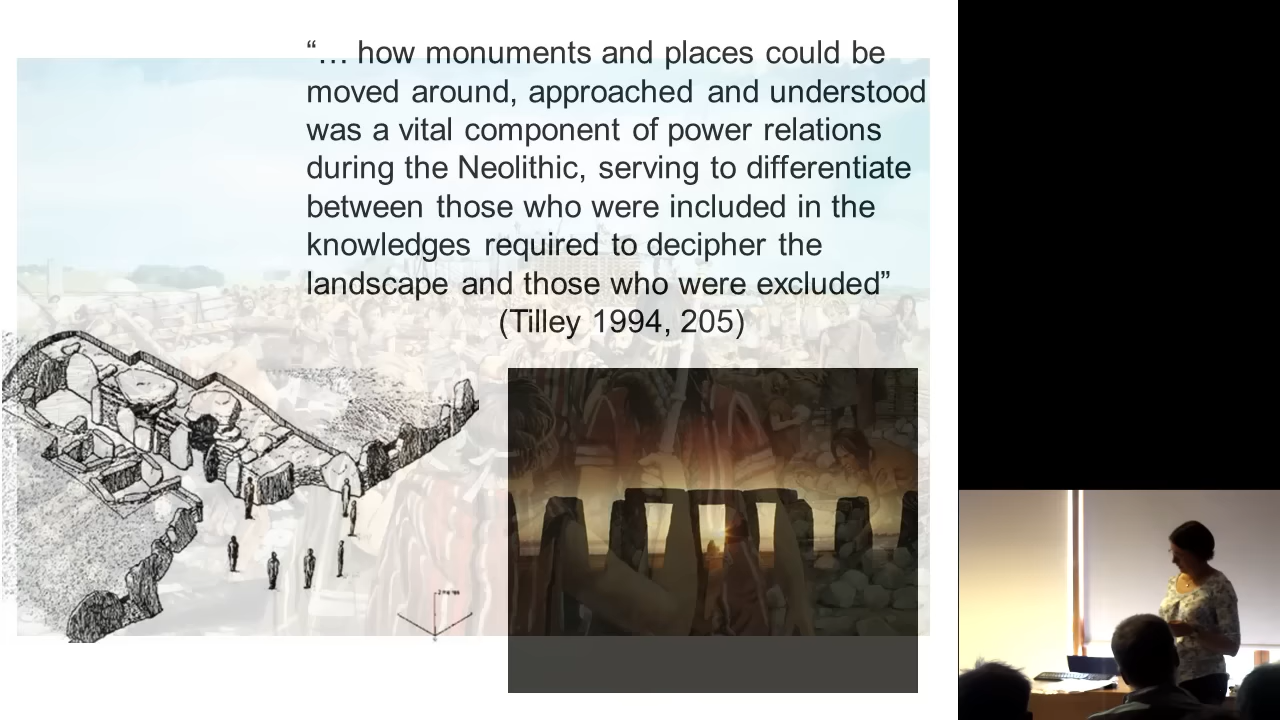 “… how monuments and places could be
moved around, approached and understood
was a vital component of power relations
during the Neolithic, serving to differentiate
between those who were included in the
knowledges required to decipher the
landscape and those who were excluded”
(Tilley 1994, 205)